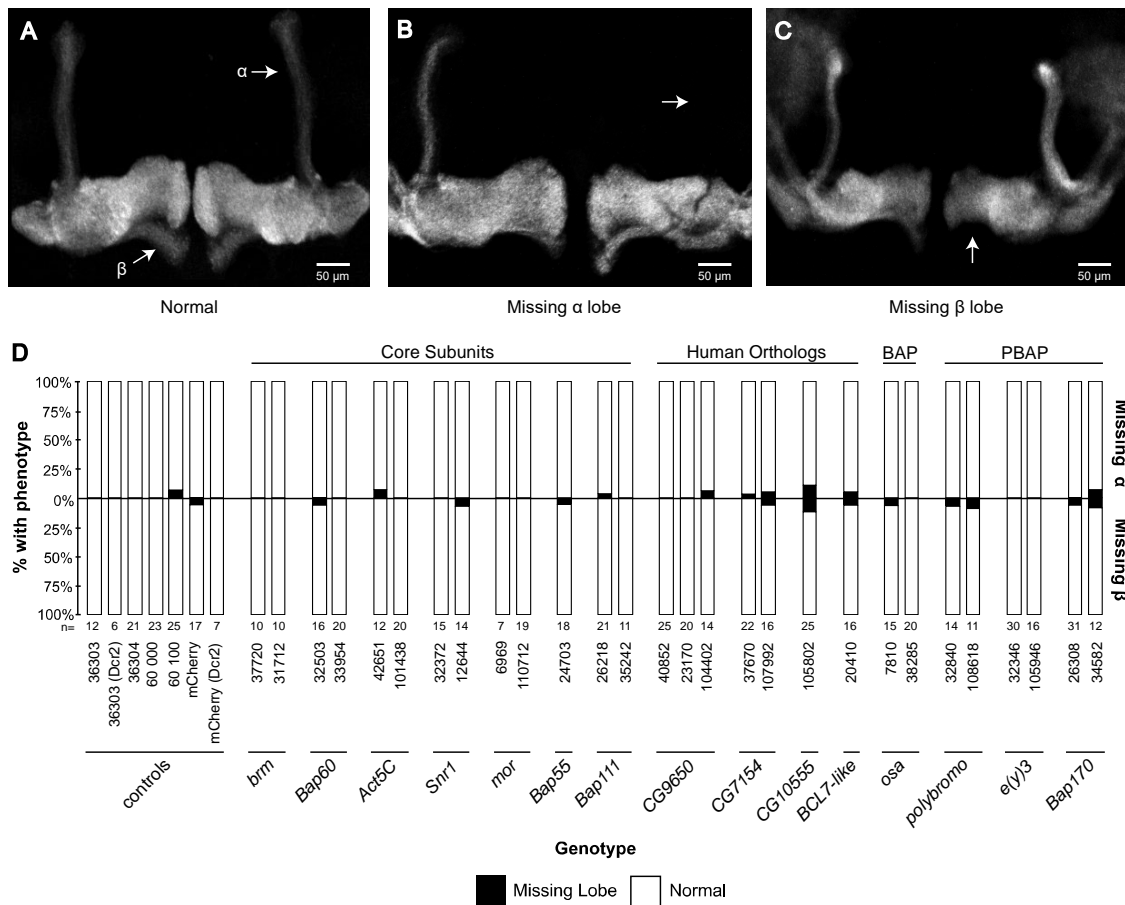 A
α
β
50 µm
Normal
B
50 µm
Missing α lobe
C
50 µm
Missing β lobe
D
Core Subunits
Human Orthologs
BAP
PBAP
% with phenotype
100%
75%
50%
25%
0%
25%
50%
75%
100%
Missing α
Missing β
n=
12 6 21 23 25 17 7 10 10 16 20 12 20 15 14 7 19 18 21 11 25 20 14 22 16 25 16 15 20 14 11 30 16 31 12
36303
36303 (Dcr2)
36304
60 000
60 100
mCherry
mCherry (Dcr2)
37720
31712
32503
33954
42651
101438
32372
12644
6969
110712
24703
26218
35242
40852
23170
104402
37670
107992
105802
20410
7810
38285
32840
108618
32346
105946
26308
34582
controls
brm
Bap60
Act5C
Snr1
mor
Bap55
Bap111
CG9650
CG7154
CG10555
BCL7-like
osa
polybromo
e(y)3
Bap170
Genotype
Missing Lobe
Normal